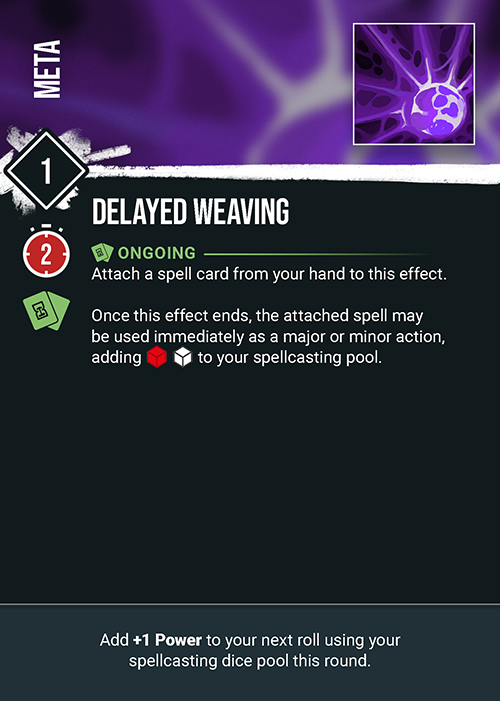 META
1
DELAYED WEAVING
2
ONGOING
Attach a spell card from your hand to this effect.
Once this effect ends, the attached spell may
be used immediately as a major or minor action,
adding to your spellcasting pool.
Add +1 Power to your next roll using your
spellcasting dice pool this round.